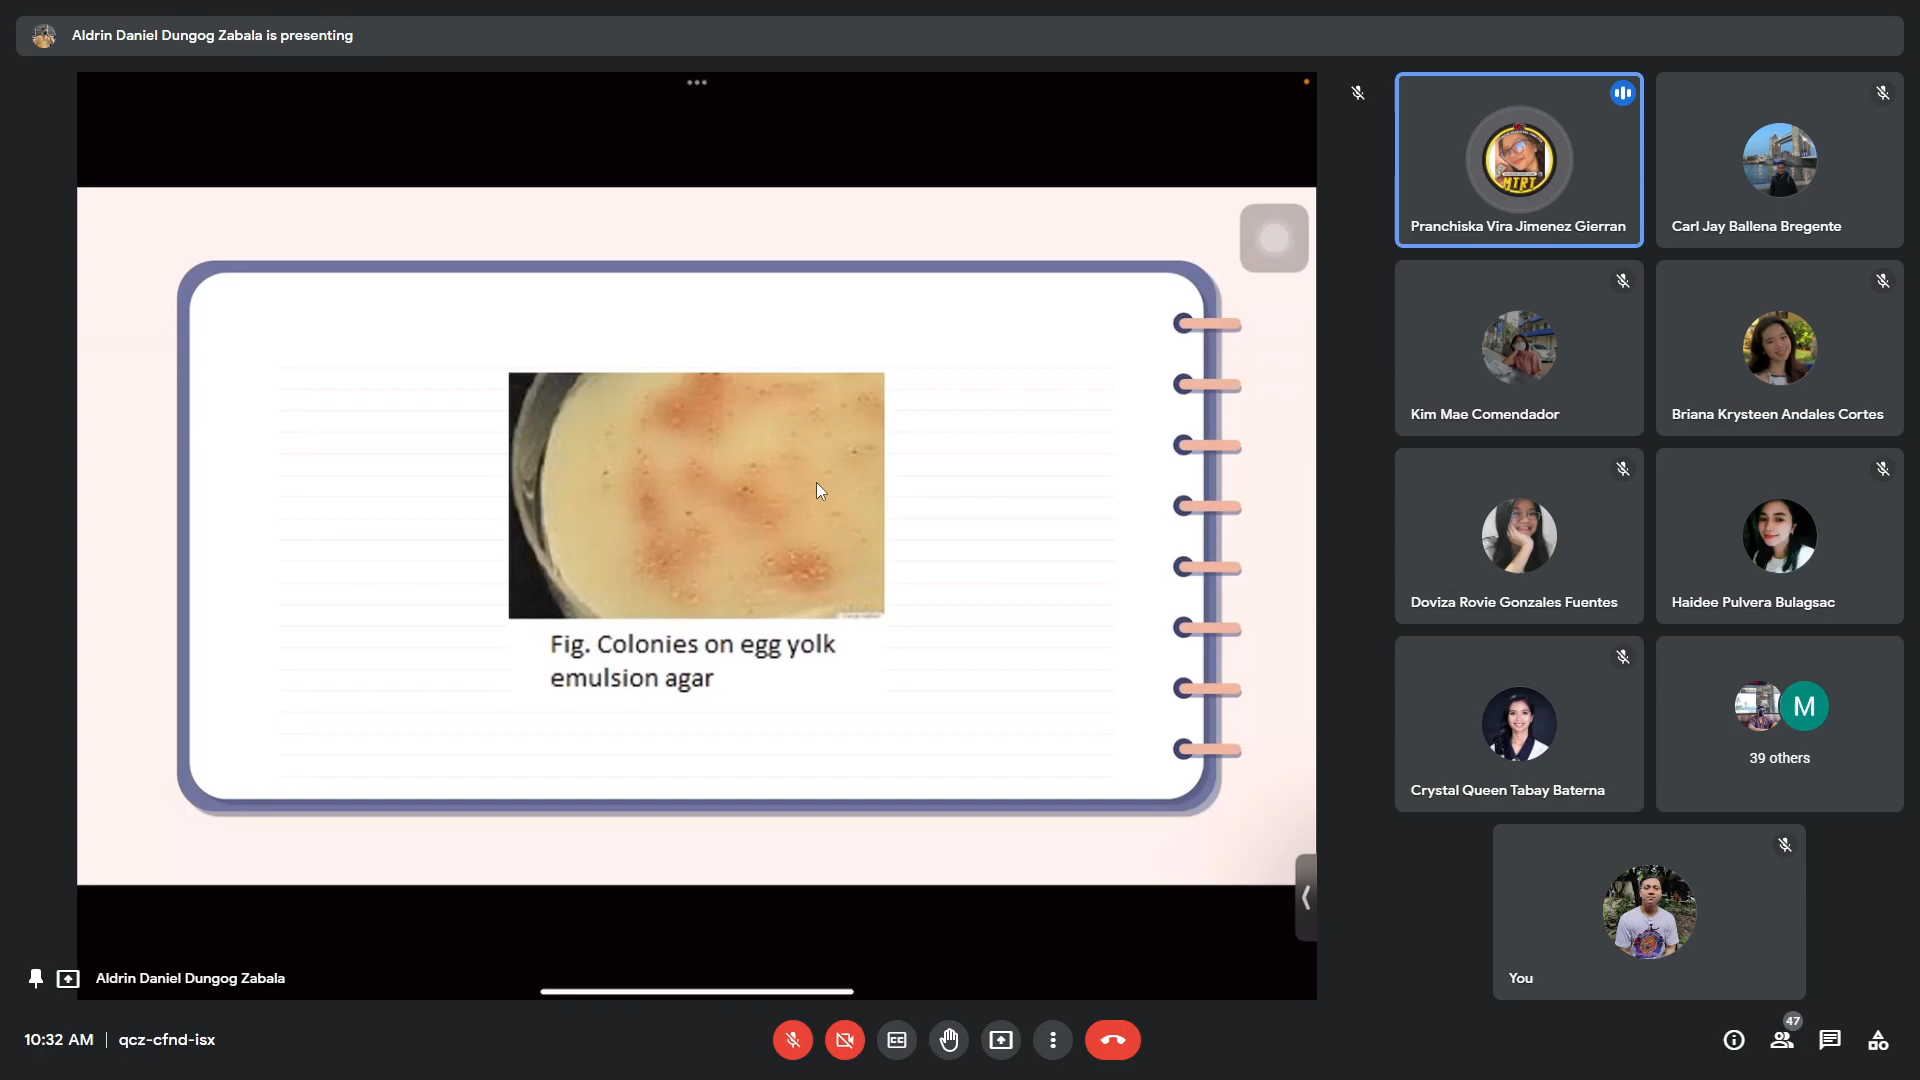 Aldrin Daniel Dungog Zabala is presenting
Fig. Colonies on egg yolk
emulsion agar
Aldrin Daniel Dungog Zabala
MTRT
Pranchiska Vira Jimenez Gierran
Carl Jay Ballena Bregente
Kim Mae Comendador
Briana Krysteen Andales Cortes
Doviza Rovie Gonzales Fuentes
Haidee Pulvera Bulagsac
Crystal Queen Tabay Baterna
M
39 others
You
10:32 AM | qcz-cfnd-isx
CC
47